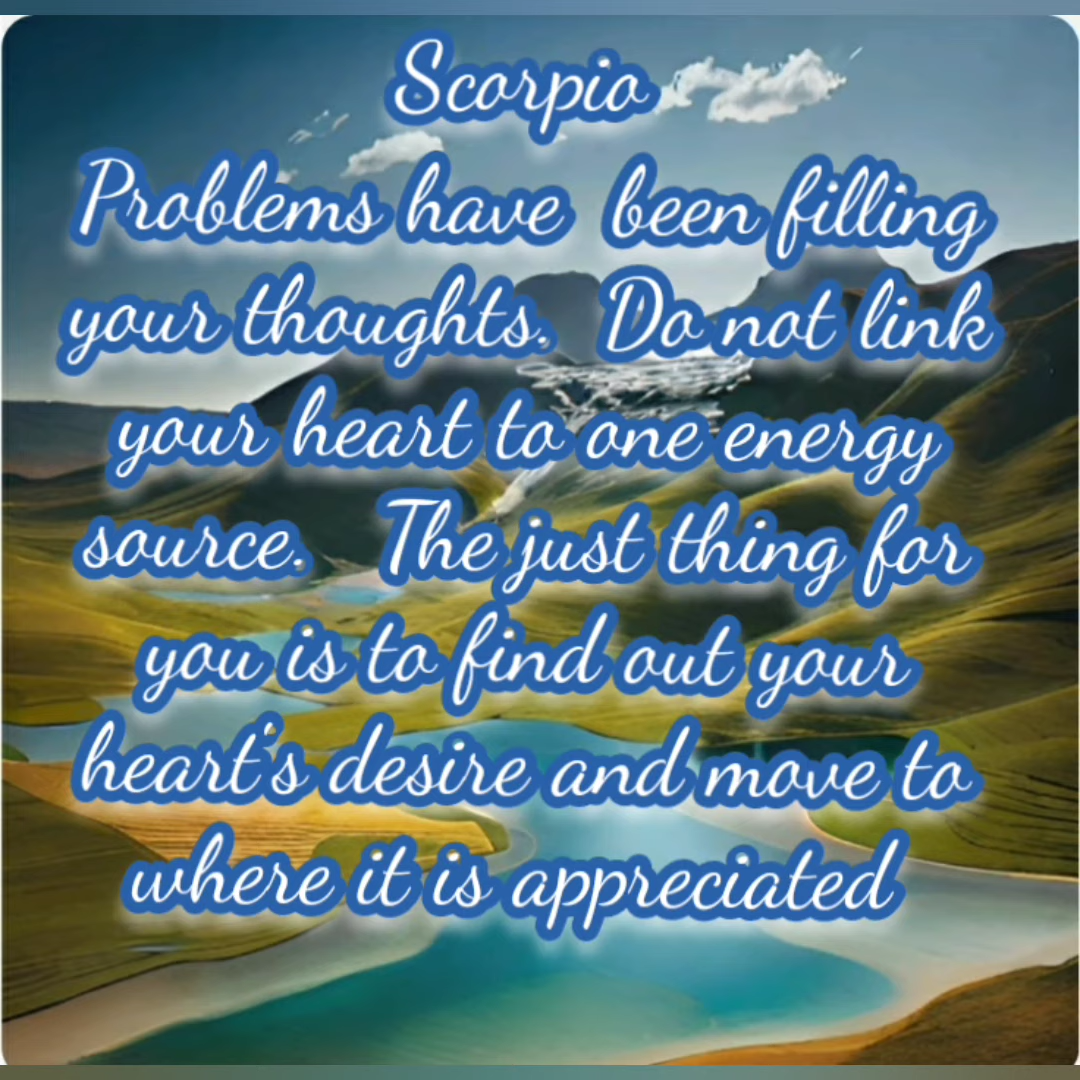 Scorpio
Problems have been filling
your thoughts. Do not link
your heart to one energy
source. The just thing for
you is to find out your
heart's desire and move to
where it is appreciated